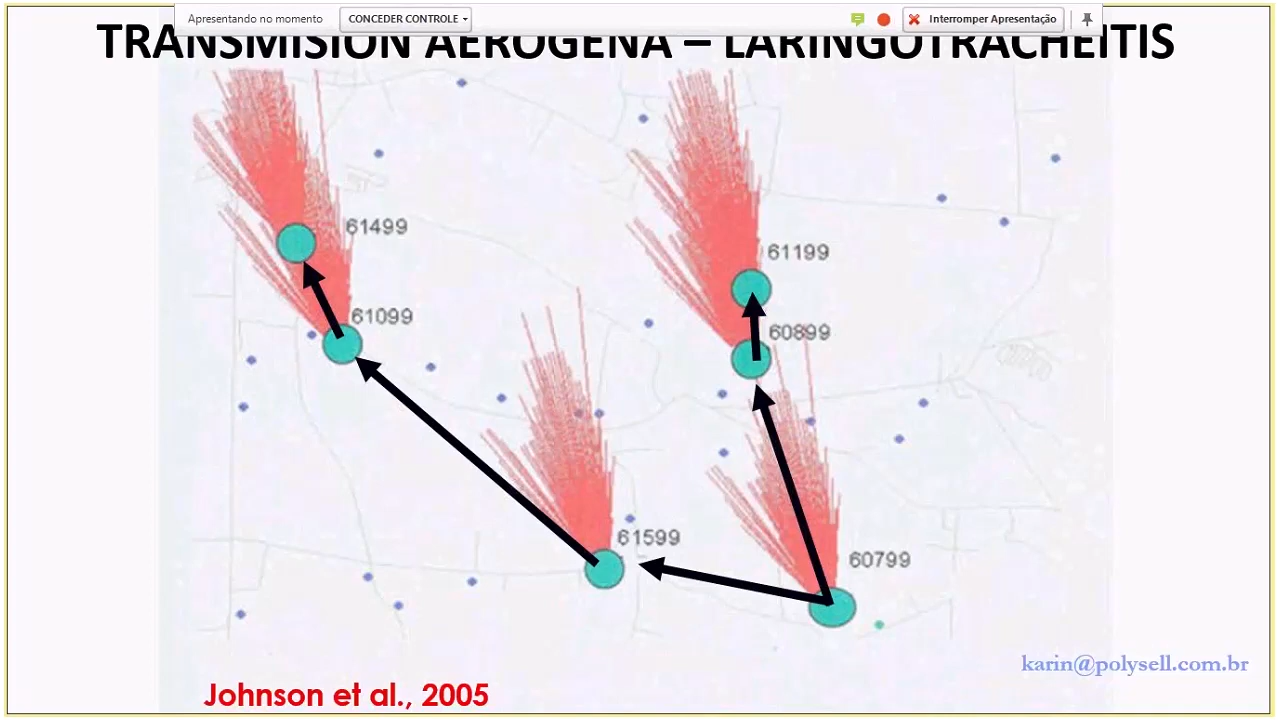 Apresentando no momento
CONCEDER CONTROLE
Interromper Apresentação
TRANSMISION AEROGENA – LARINGOTRACHEITIS
61499
61199
61099
60899
61599
60799
karin@polysell.com.br
Johnson et al., 2005